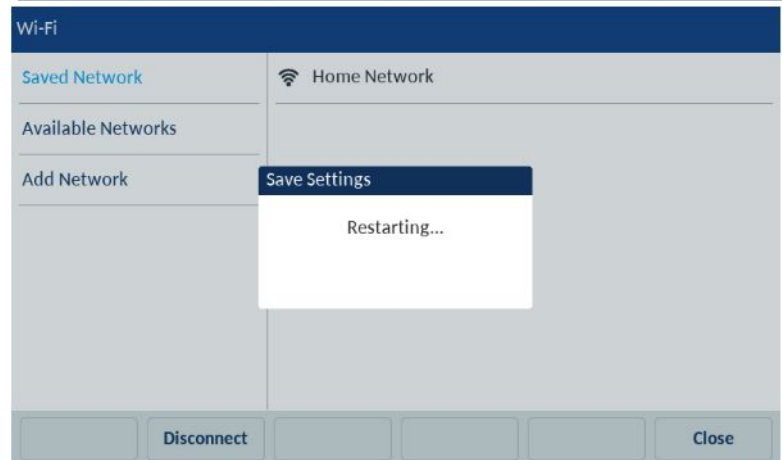 Wi-Fi
Saved Network
Home Network
Available Networks
Add Network
Save Settings
Restarting...
Disconnect
Close